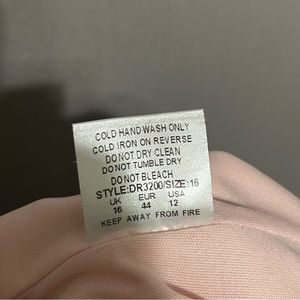 COLD HAND WASH ONLY
COLD IRON ON REVERSE
DO NOT DRY CLEAN
DO NOT TUMBLE DRY
DO NOT BLEACH
STYLE:DR3200/SIZE:16
UK EUR USA
16 44 12
KEEP AWAY FROM FIRE